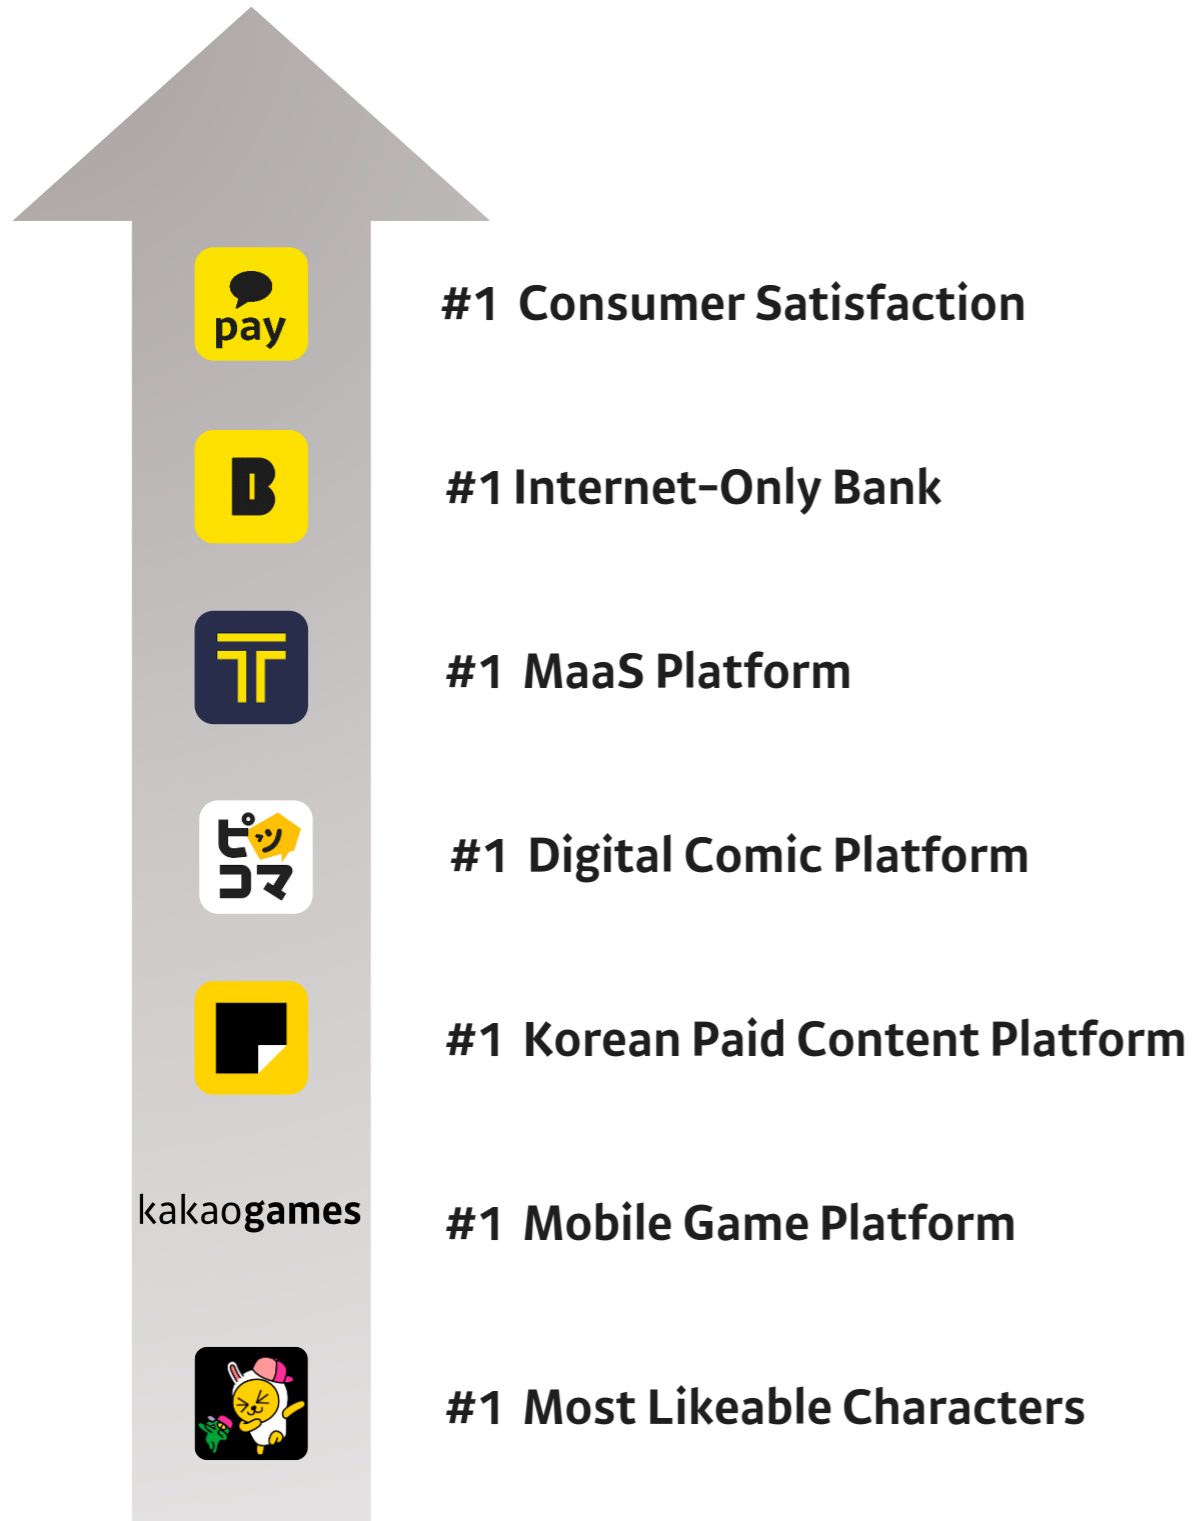 pay
#1 Consumer Satisfaction
B
#1 Internet-Only Bank
T
#1 MaaS Platform
ピッ
コマ
#1 Digital Comic Platform
#1 Korean Paid Content Platform
kakaogames
#1 Mobile Game Platform
#1 Most Likeable Characters